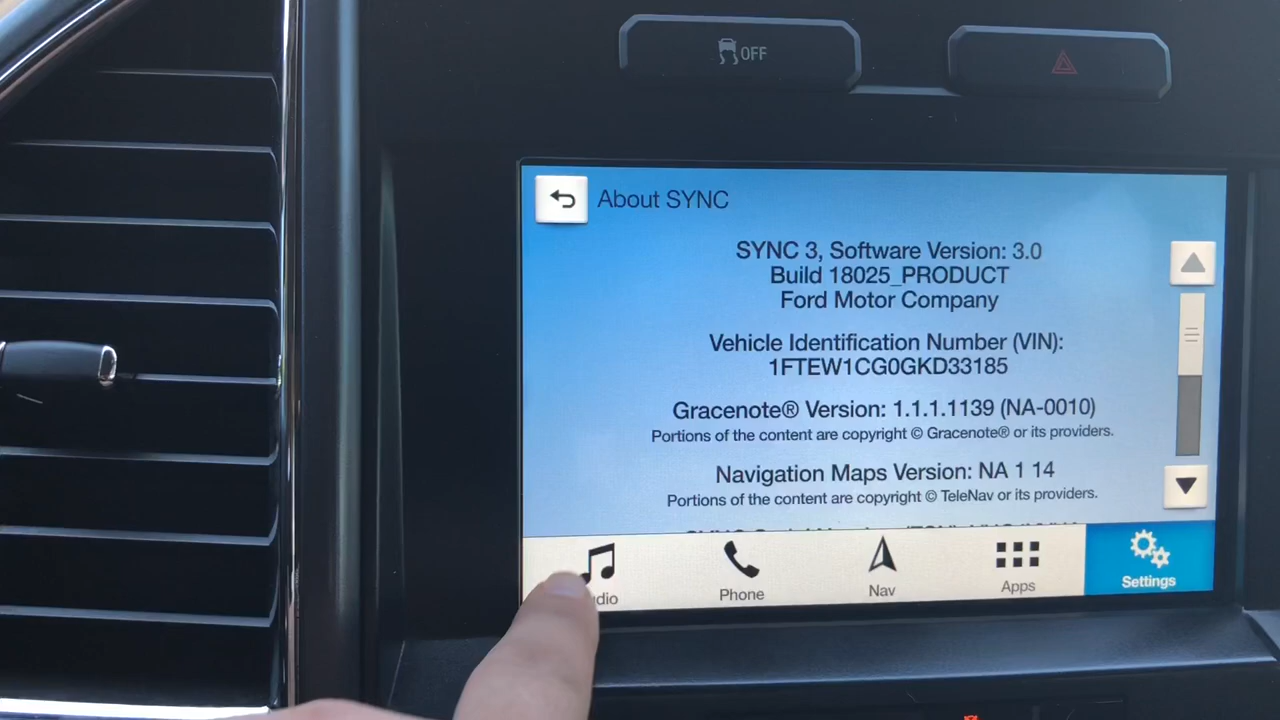 OFF
About SYNC
SYNC 3, Software Version: 3.0
Build 18025_PRODUCT
Ford Motor Company
Vehicle Identification Number (VIN):
1FTEW1CG0GKD33185
Gracenote® Version: 1.1.1.1139 (NA-0010)
Portions of the content are copyright © Gracenote® or its providers.
Navigation Maps Version: NA 1 14
Portions of the content are copyright © TeleNav or its providers.
dio
Phone
Nav
Apps
Settings